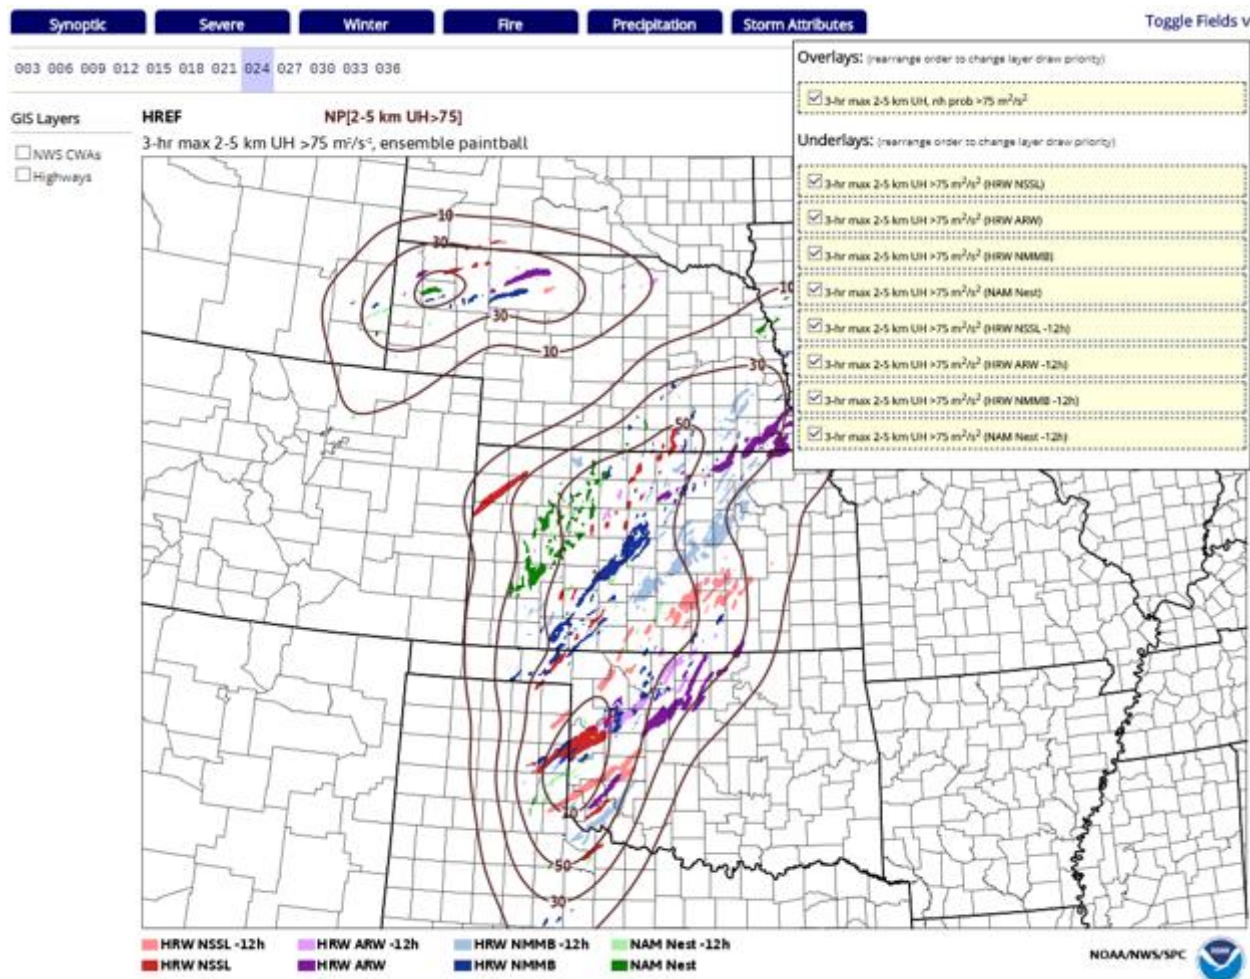 Synoptic Severe Winter Fire Precipitation Storm Attributes Toggle Fields v
003 006 009 012 015 018 021 024 027 030 033 036
Overlays: (rearrange order to change layer draw priority)
3-hr max 2-5 km UH, nh prob >75 m²/s²
Underlays: (rearrange order to change layer draw priority)
3-hr max 2-5 km UH >75 m²/s² (HRW NSSL)
3-hr max 2-5 km UH >75 m²/s² (HRW ARW)
3-hr max 2-5 km UH >75 m²/s² (HRW NMMB)
3-hr max 2-5 km UH >75 m²/s² (NAM Nest)
3-hr max 2-5 km UH >75 m²/s² (HRW NSSL -12h)
3-hr max 2-5 km UH >75 m²/s² (HRW ARW -12h)
3-hr max 2-5 km UH >75 m²/s² (HRW NMMB -12h)
3-hr max 2-5 km UH >75 m²/s² (NAM Nest -12h)
GIS Layers
NWS CWAs
Highways
HREF NP[2-5 km UH>75]
3-hr max 2-5 km UH >75 m²/s², ensemble paintball
10
30
30
10
10
30
50
50
30
HRW NSSL -12h HRW ARW -12h HRW NMMB -12h NAM Nest -12h
HRW NSSL HRW ARW HRW NMMB NAM Nest
NOAA/NWS/SPC